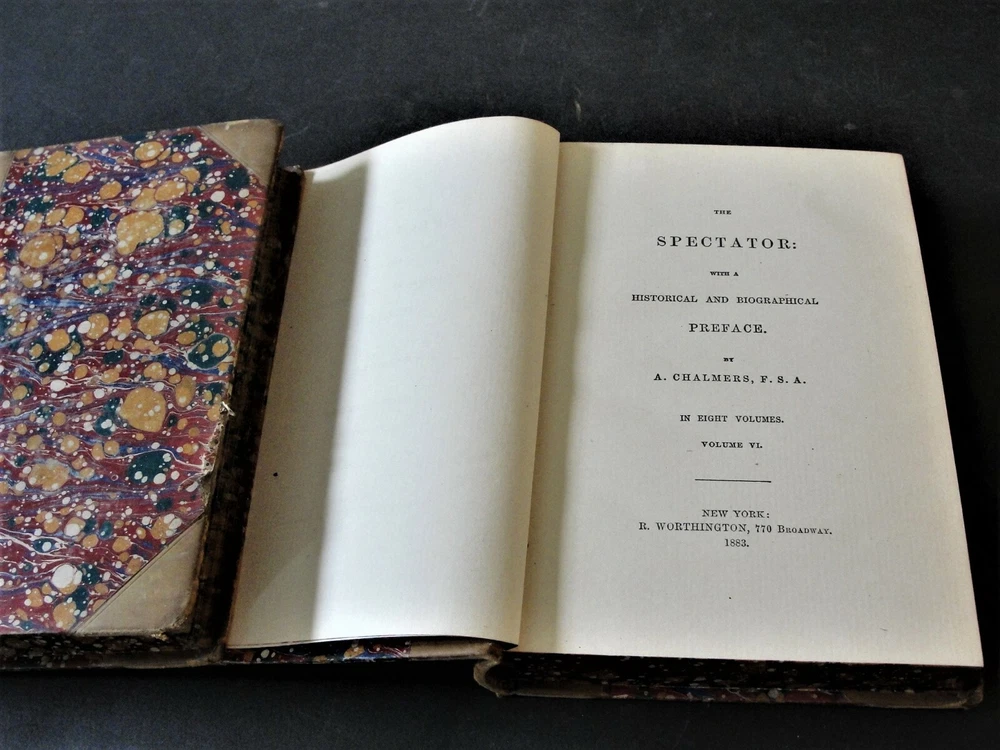 THE
SPECTATOR:
WITH A
HISTORICAL AND BIOGRAPHICAL
PREFACE.
BY
A. CHALMERS, F. S. A.
IN EIGHT VOLUMES.
VOLUME VI.
NEW YORK:
R. WORTHINGTON, 770 BROADWAY.
1883.